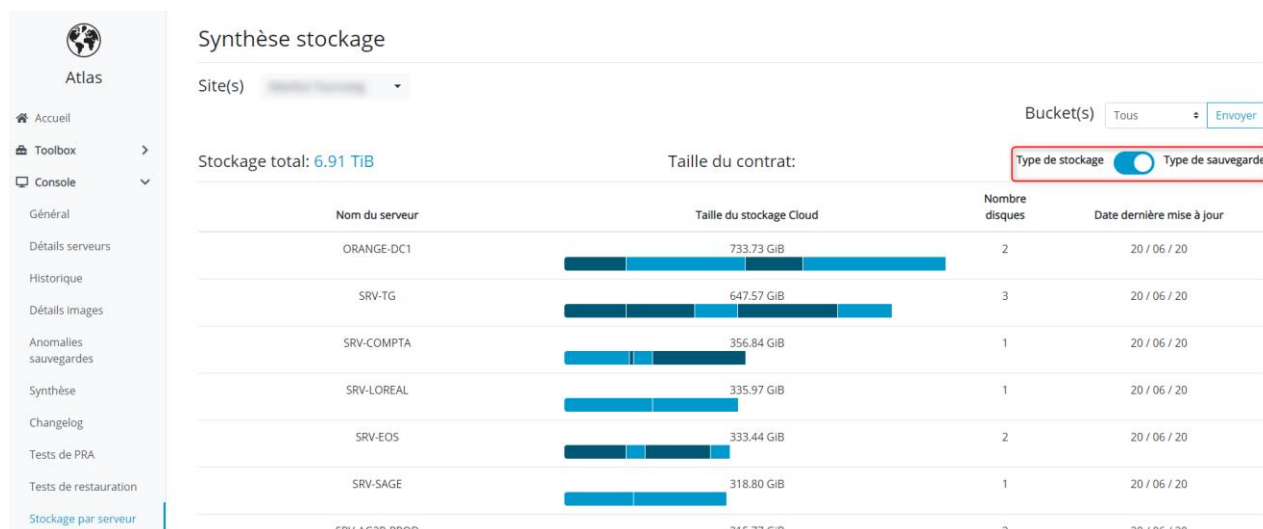 Atlas
Accueil
Toolbox
Console
Général
Détails serveurs
Historique
Détails images
Anomalies
sauvegardes
Synthèse
Changelog
Tests de PRA
Tests de restauration
Stockage par serveur
Synthèse stockage
Site(s)
Bucket(s) Tous Envoyer
Stockage total: 6.91 TiB Taille du contrat: Type de stockage Type de sauvegarde
Nom du serveur Taille du stockage Cloud Nombre disques Date dernière mise à jour
ORANGE-DC1 733.73 GiB 2 20 / 06 / 20
SRV-TG 647.57 GiB 3 20 / 06 / 20
SRV-COMPTA 356.84 GiB 1 20 / 06 / 20
SRV-LOREAL 335.97 GiB 1 20 / 06 / 20
SRV-EOS 333.44 GiB 2 20 / 06 / 20
SRV-SAGE 318.80 GiB 1 20 / 06 / 20